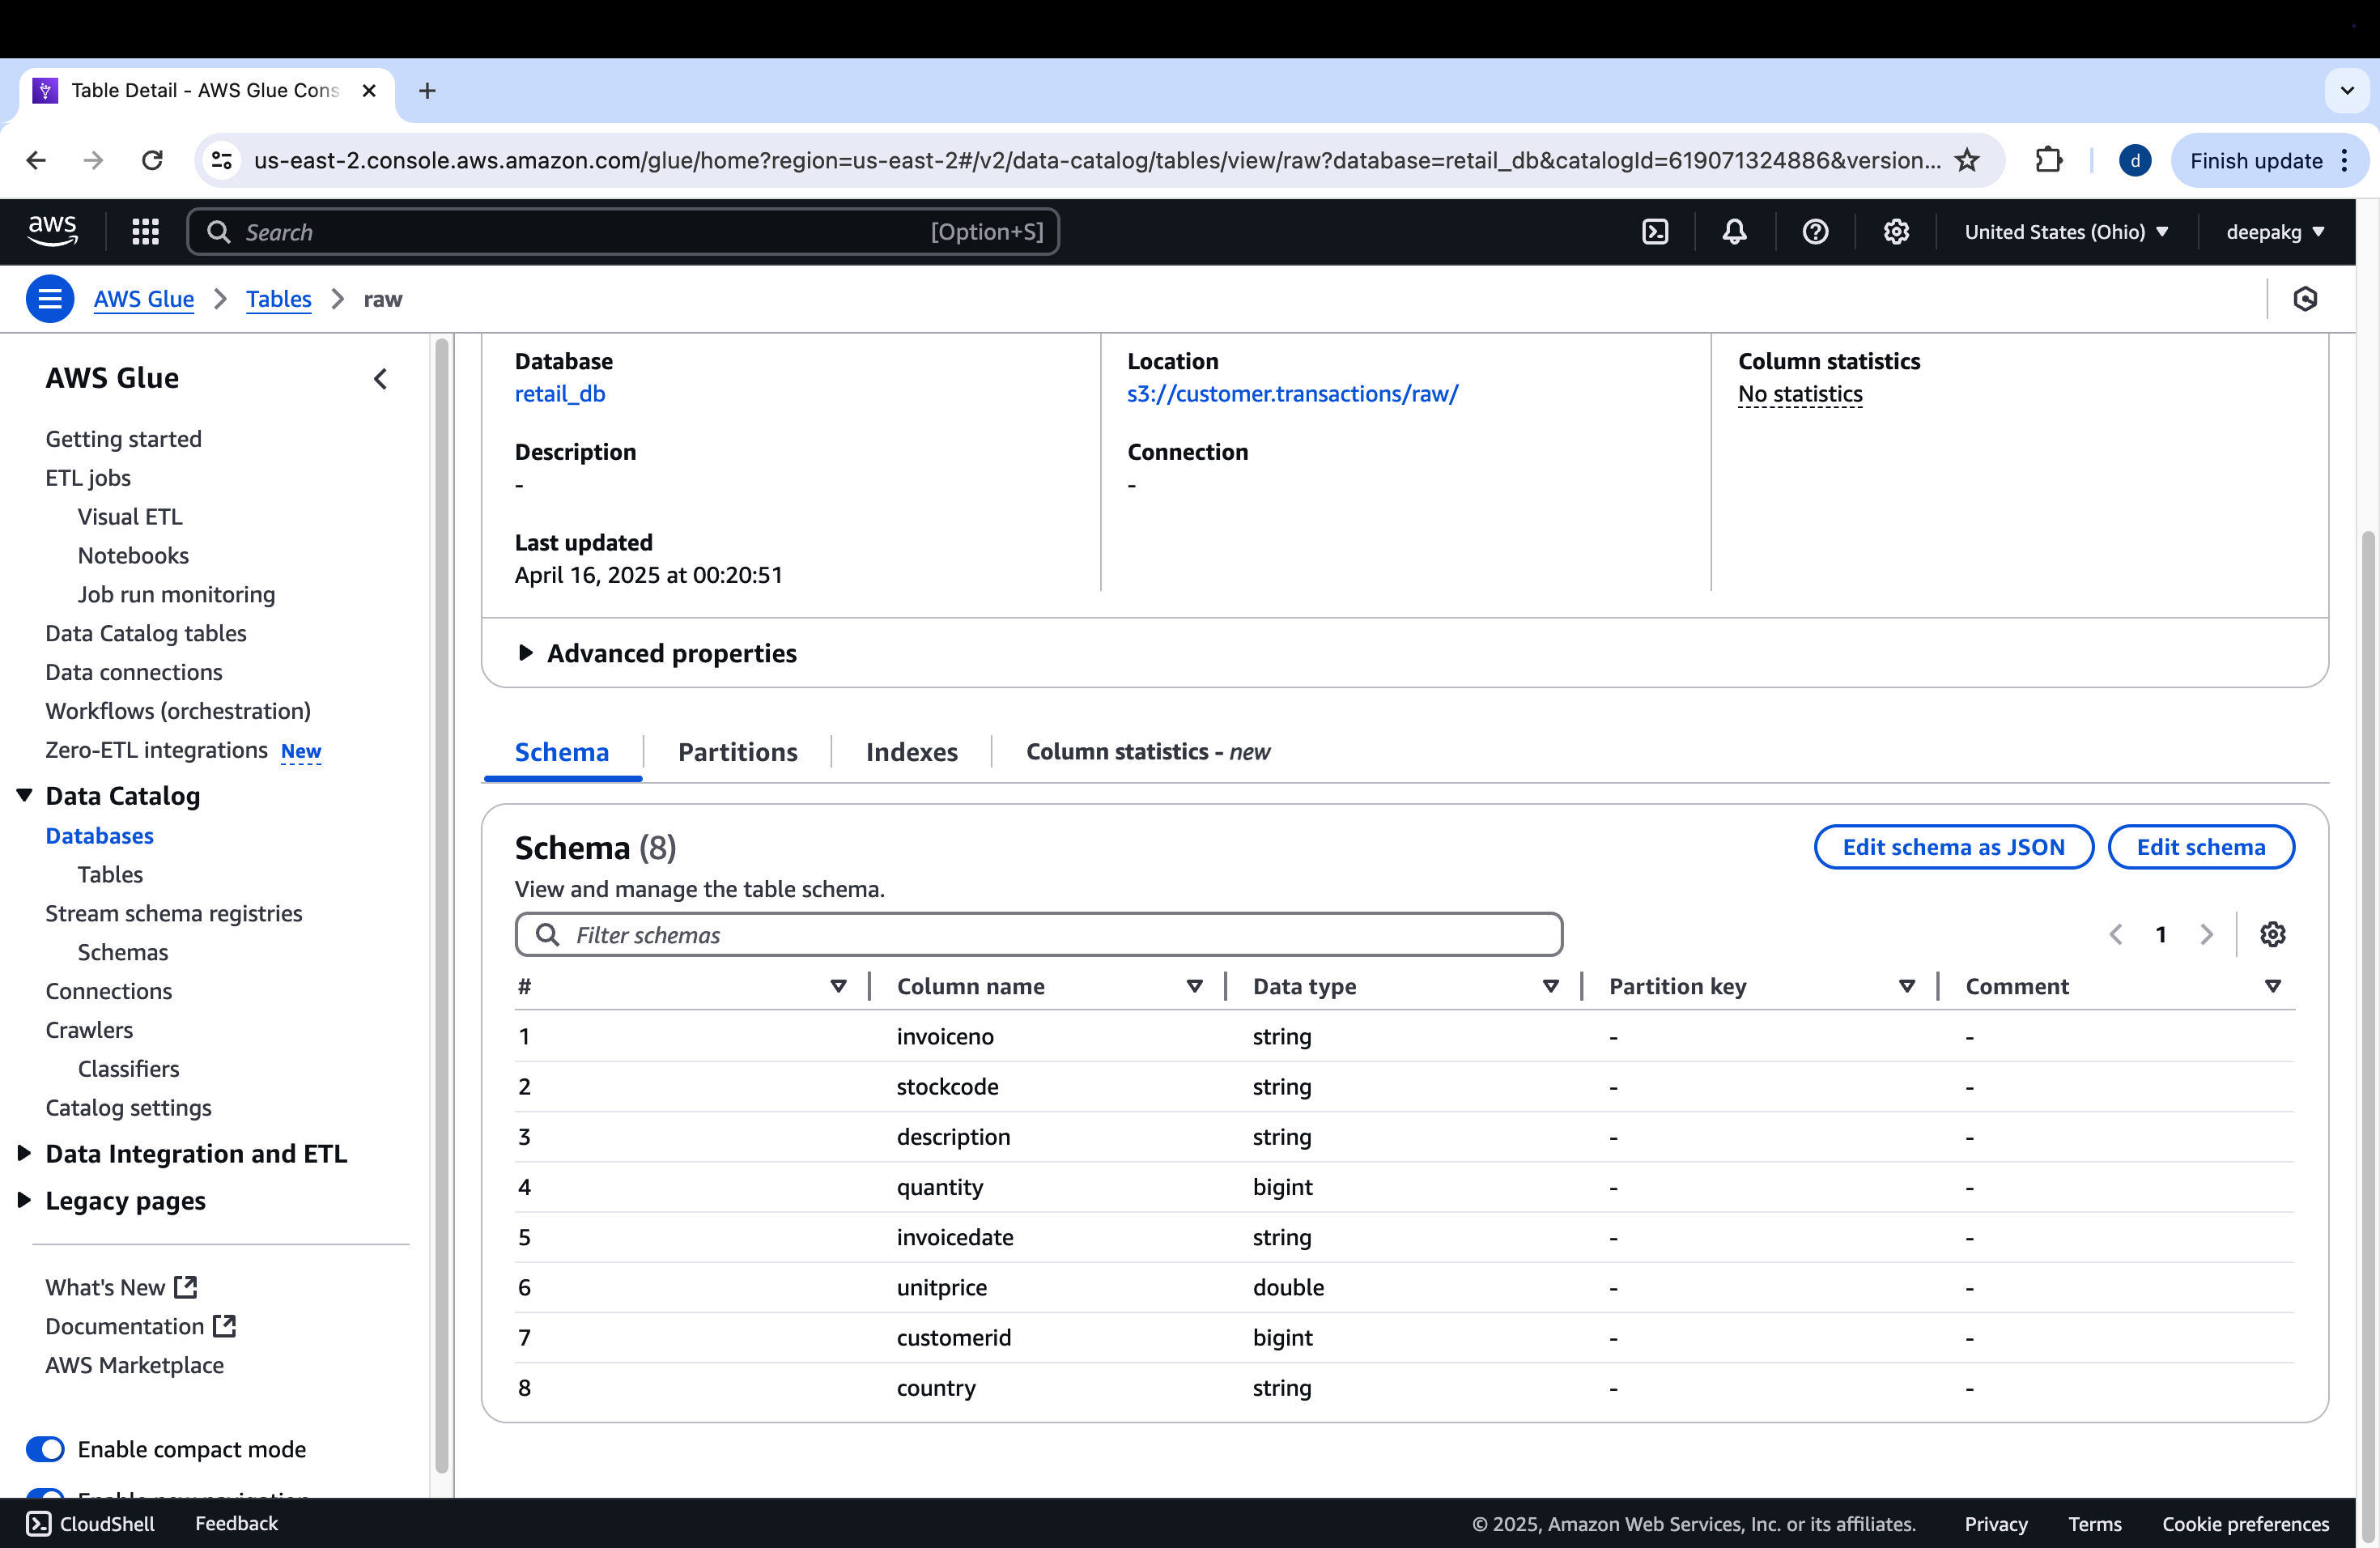 Table Detail - AWS Glue Cons
us-east-2.console.aws.amazon.com/glue/home?region=us-east-2#/v2/data-catalog/tables/view/raw?database=retail_db&catalogId=619071324886&version...
d
Finish update
aws
Search
[Option+S]
United States (Ohio)
deepakg
AWS Glue
Tables
raw
AWS Glue
Getting started
ETL jobs
Visual ETL
Notebooks
Job run monitoring
Data Catalog tables
Data connections
Workflows (orchestration)
Zero-ETL integrations New
Data Catalog
Databases
Tables
Stream schema registries
Schemas
Connections
Crawlers
Classifiers
Catalog settings
Data Integration and ETL
Legacy pages
What's New
Documentation
AWS Marketplace
Enable compact mode
Database
retail_db
Description
-
Last updated
April 16, 2025 at 00:20:51
Location
s3://customer.transactions/raw/
Connection
-
Column statistics
No statistics
Advanced properties
Schema
Partitions
Indexes
Column statistics - new
Schema (8)
View and manage the table schema.
Edit schema as JSON
Edit schema
Filter schemas
1
# Column name Data type Partition key Comment
1 invoiceno string - -
2 stockcode string - -
3 description string - -
4 quantity bigint - -
5 invoicedate string - -
6 unitprice double - -
7 customerid bigint - -
8 country string - -
CloudShell
Feedback
© 2025, Amazon Web Services, Inc. or its affiliates.
Privacy
Terms
Cookie preferences